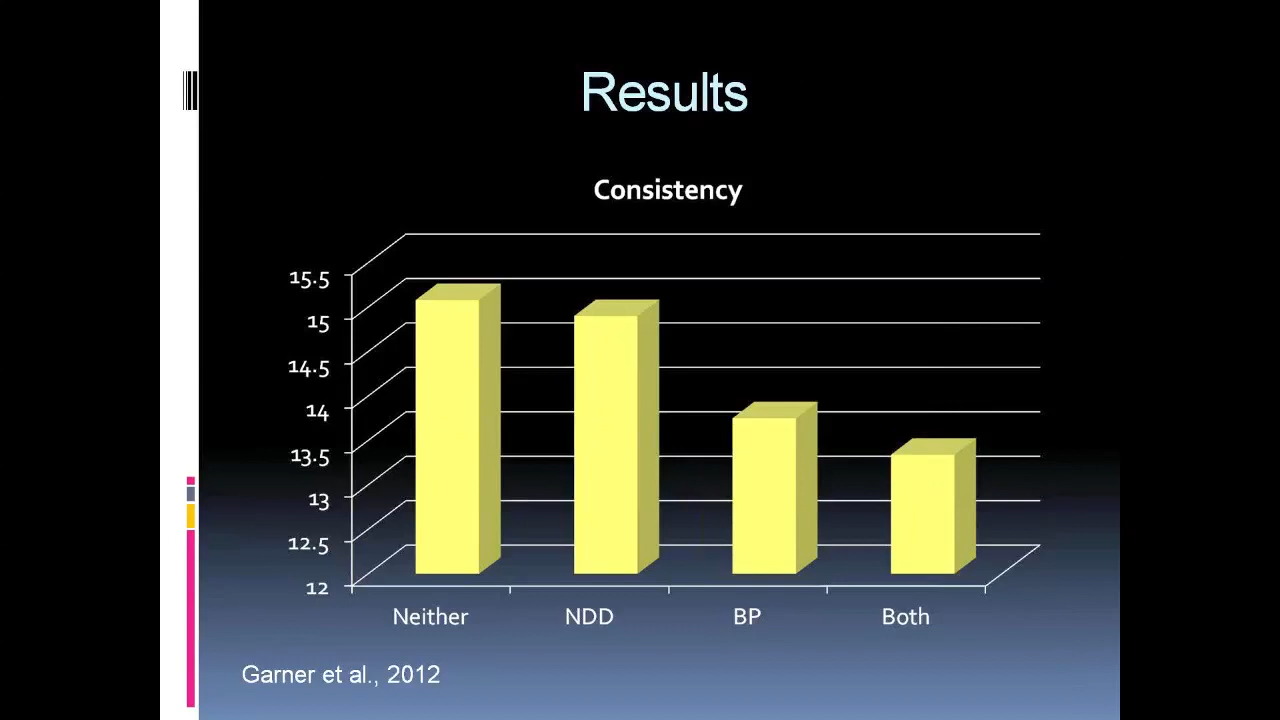 Results
Consistency
15.5
15
14.5
14
13.5
13
12.5
12
Neither NDD BP Both
Garner et al., 2012